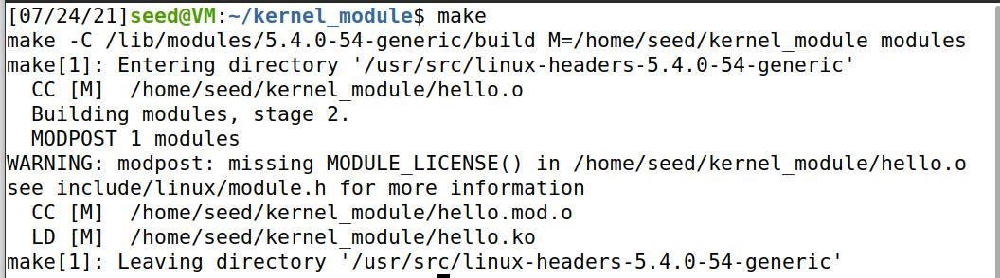 [07/24/21]seed@VM:~/kernel_module$ make
make -C /lib/modules/5.4.0-54-generic/build M=/home/seed/kernel_module modules
make[1]: Entering directory '/usr/src/linux-headers-5.4.0-54-generic'
  CC [M]  /home/seed/kernel_module/hello.o
  Building modules, stage 2.
  MODPOST 1 modules
WARNING: modpost: missing MODULE_LICENSE() in /home/seed/kernel_module/hello.o
see include/linux/module.h for more information
  CC [M]  /home/seed/kernel_module/hello.mod.o
  LD [M]  /home/seed/kernel_module/hello.ko
make[1]: Leaving directory '/usr/src/linux-headers-5.4.0-54-generic'